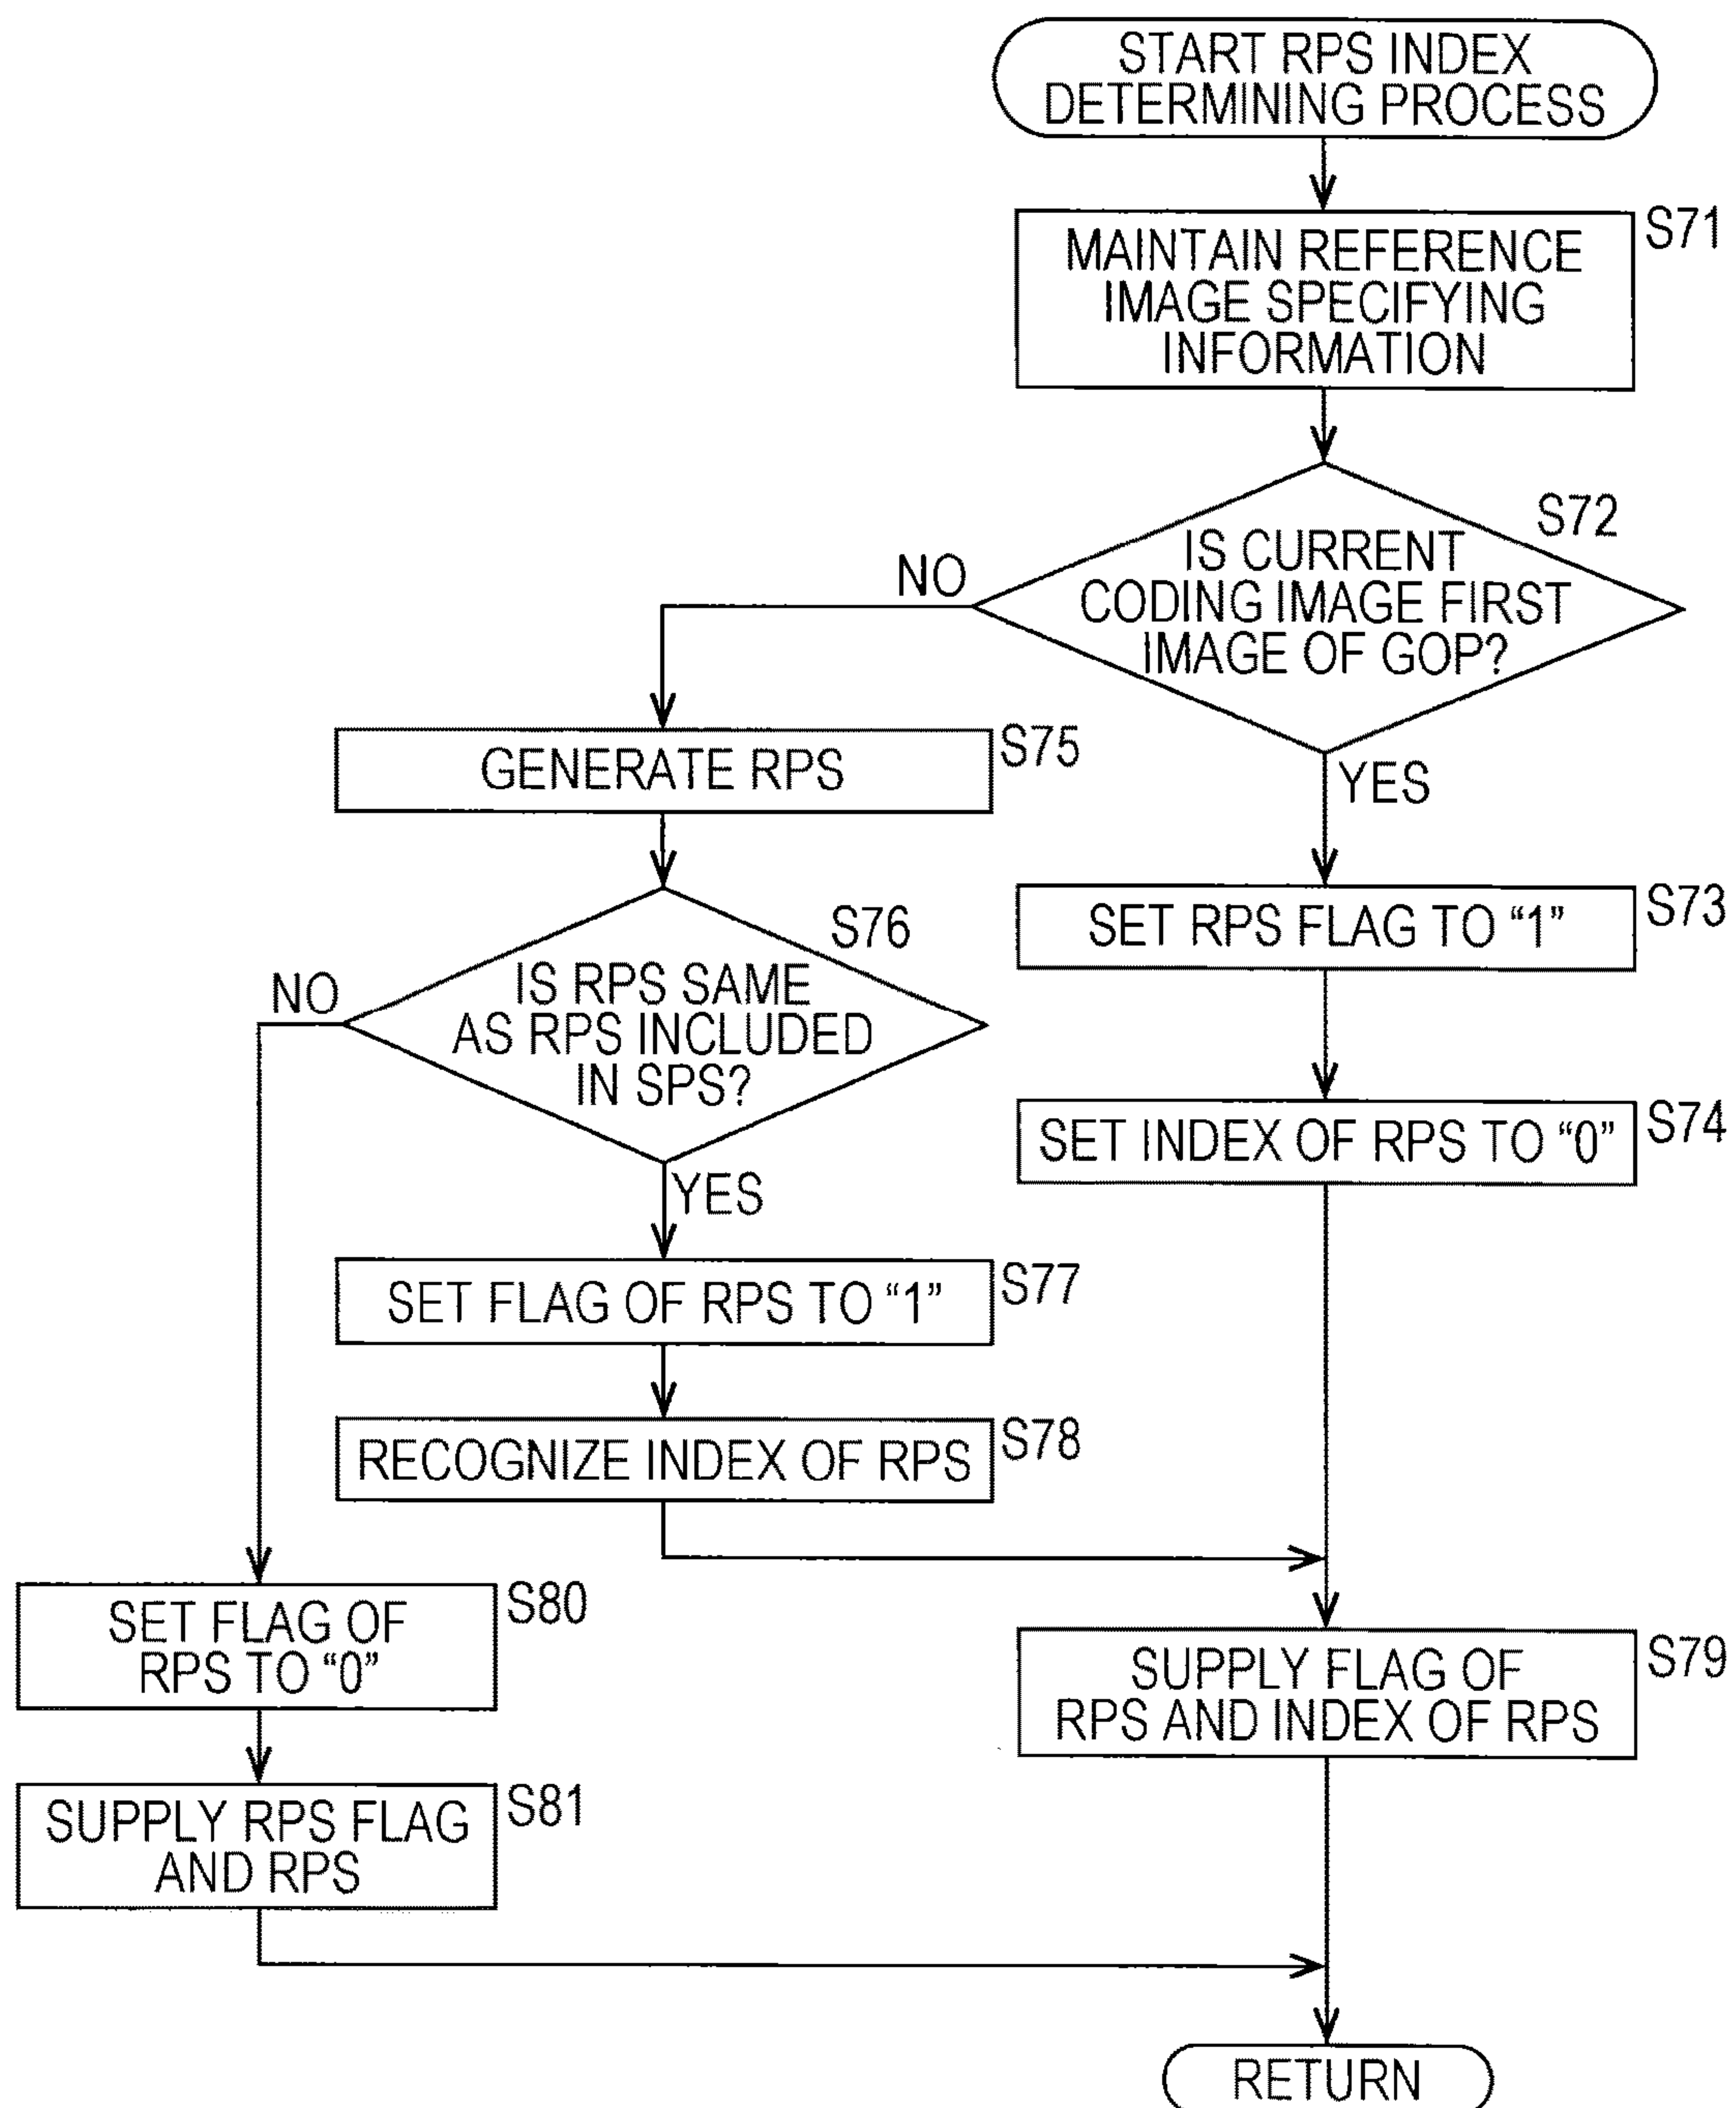 START RPS INDEX
DETERMINING PROCESS
S71
MAINTAIN REFERENCE
IMAGE SPECIFYING
INFORMATION
S72
IS CURRENT
CODING IMAGE FIRST
IMAGE OF GOP?
NO
YES
S75
GENERATE RPS
S73
SET RPS FLAG TO “1”
S76
IS RPS SAME
AS RPS INCLUDED
IN SPS?
NO
YES
S74
SET INDEX OF RPS TO “0”
S77
SET FLAG OF RPS TO “1”
S78
RECOGNIZE INDEX OF RPS
S80
SET FLAG OF
RPS TO “0”
S79
SUPPLY FLAG OF
RPS AND INDEX OF RPS
S81
SUPPLY RPS FLAG
AND RPS
RETURN